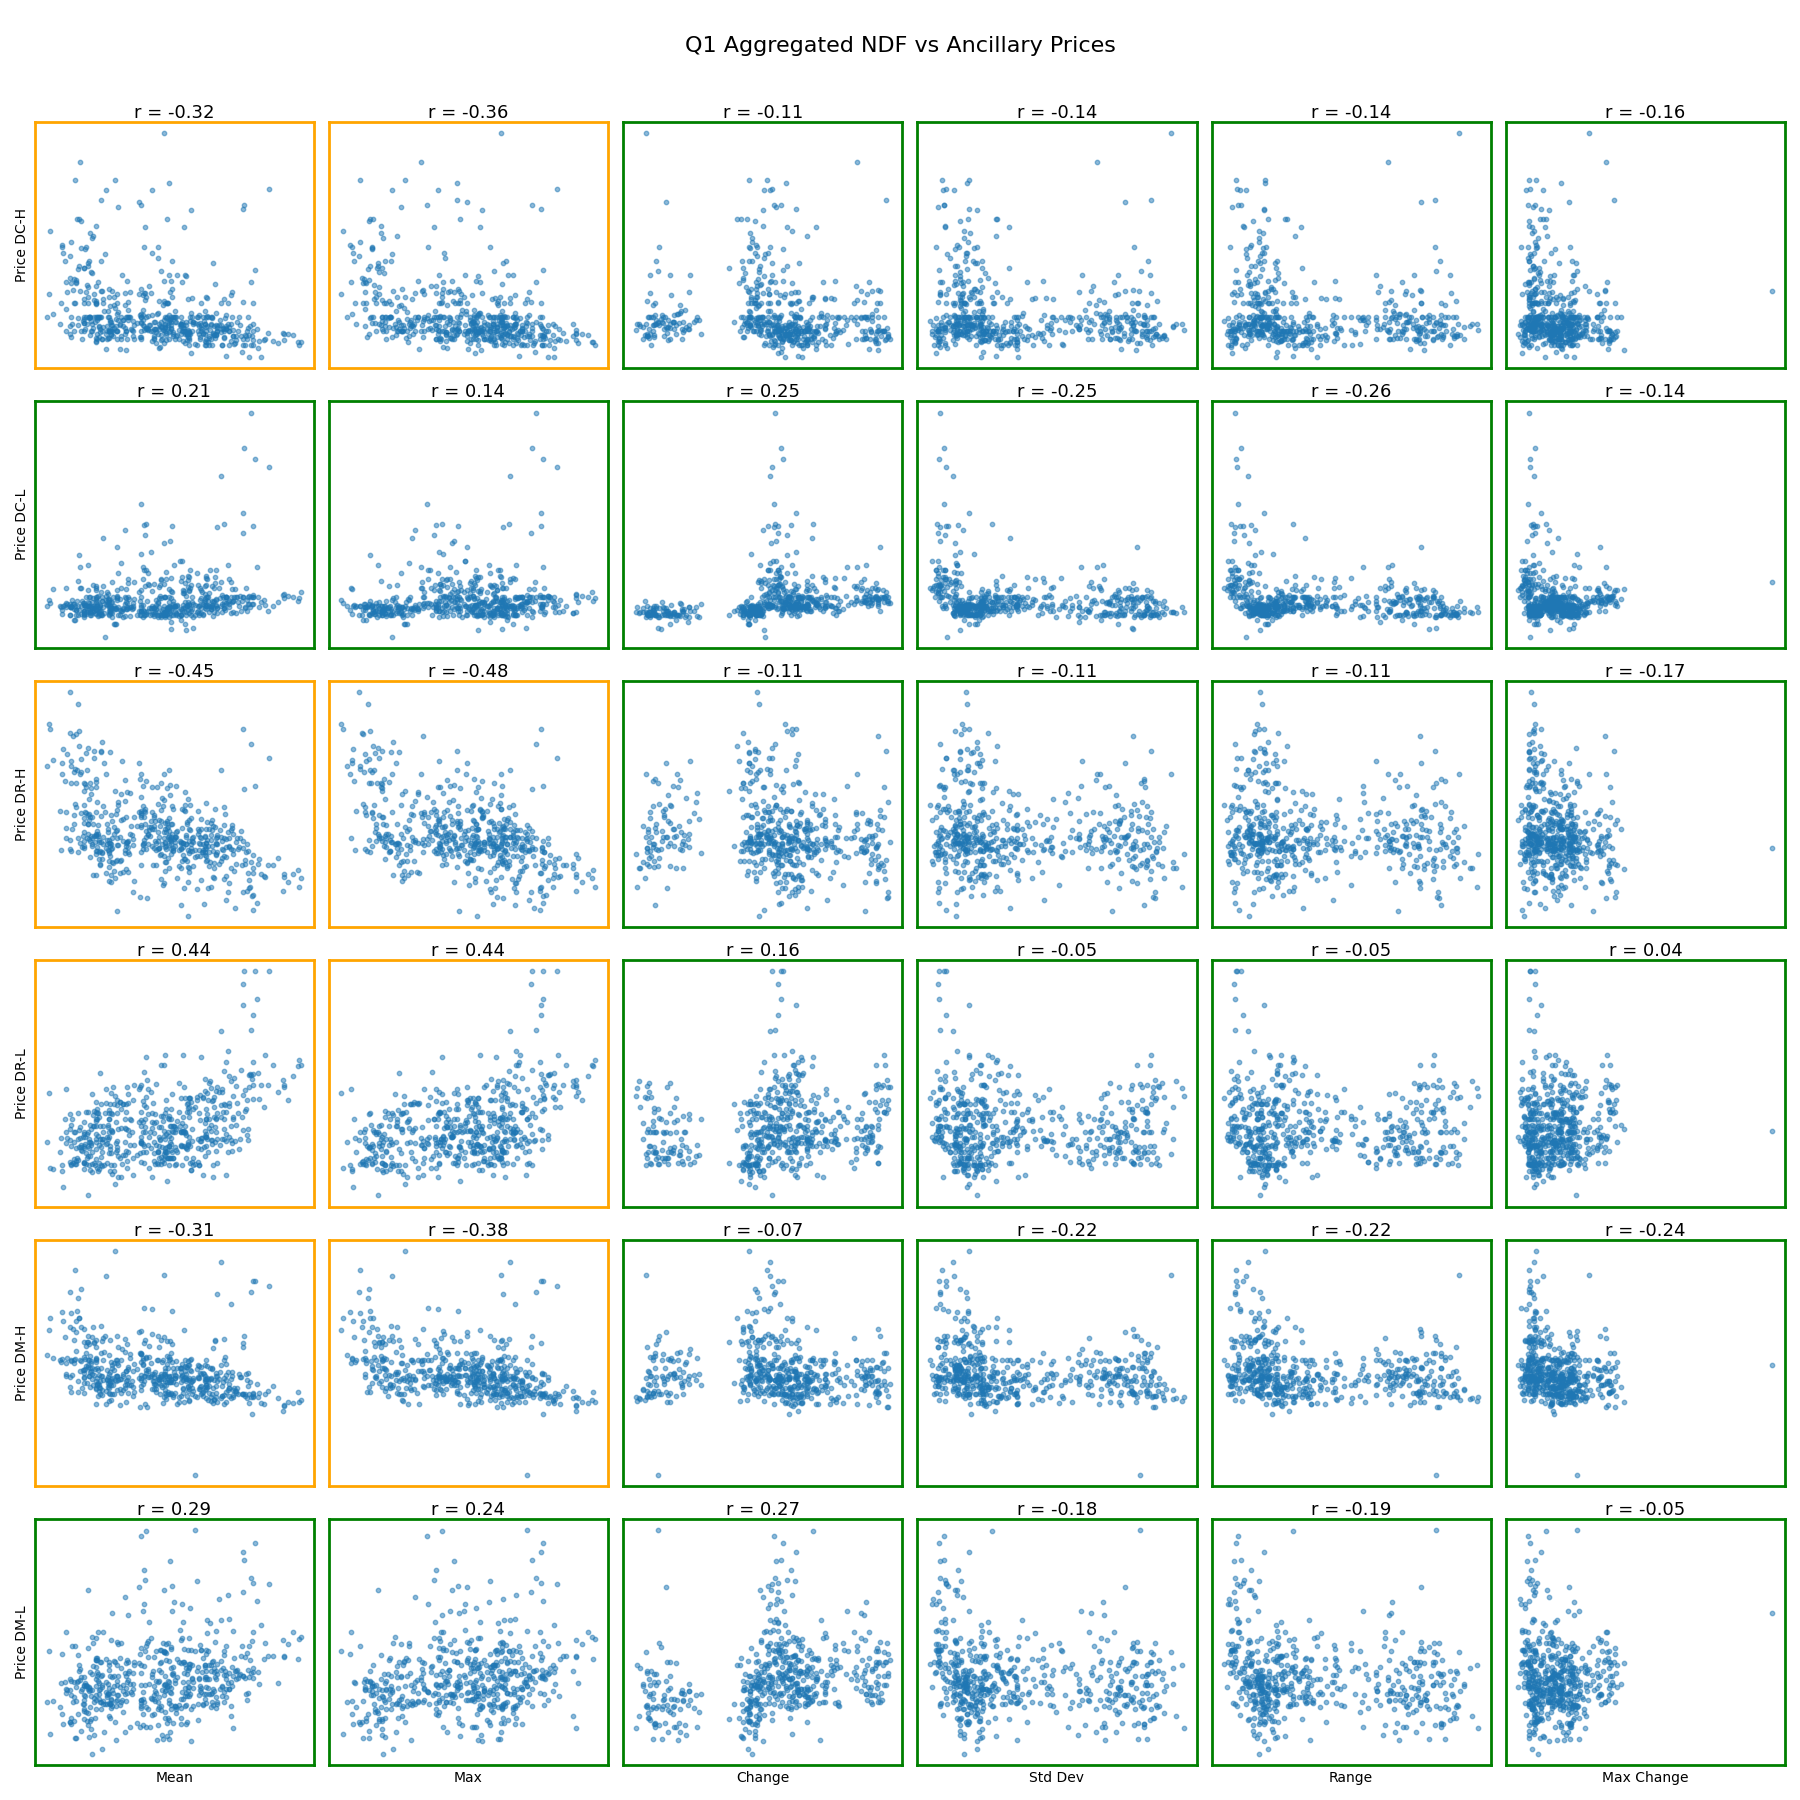 Q1 Aggregated NDF vs Ancillary Prices
r = -0.32 r = -0.36 r = -0.11 r = -0.14 r = -0.14 r = -0.16
Price DC-H
r = 0.21 r = 0.14 r = 0.25 r = -0.25 r = -0.26 r = -0.14
Price DC-L
r = -0.45 r = -0.48 r = -0.11 r = -0.11 r = -0.11 r = -0.17
Price DR-H
r = 0.44 r = 0.44 r = 0.16 r = -0.05 r = -0.05 r = 0.04
Price DR-L
r = -0.31 r = -0.38 r = -0.07 r = -0.22 r = -0.22 r = -0.24
Price DM-H
r = 0.29 r = 0.24 r = 0.27 r = -0.18 r = -0.19 r = -0.05
Price DM-L
Mean Max Change Std Dev Range Max Change